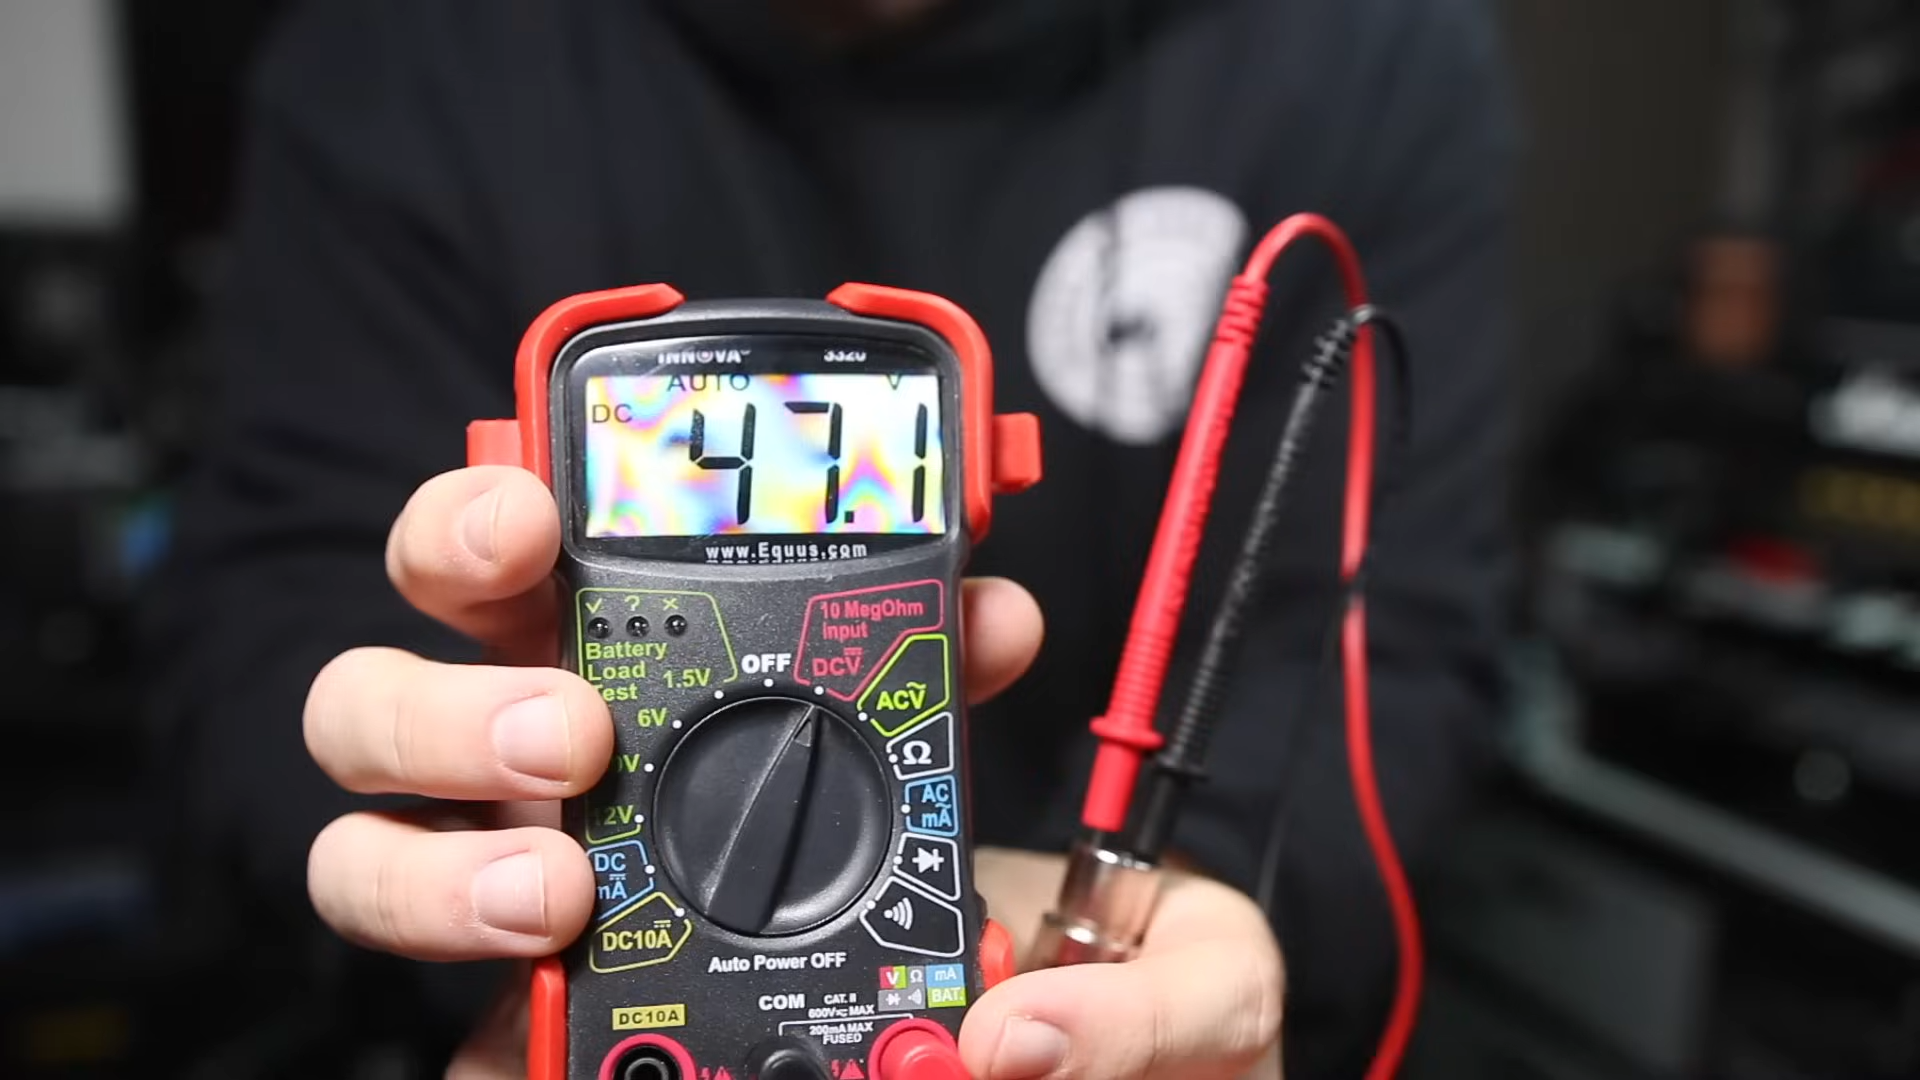 INNOVA 3320
AUTO V
DC 47.1
www.Equus.com
✓ ? ×
Battery
Load
Test
1.5V
OFF
10 MegOhm
Input
DCV
ACV
6V
Ω
12V
AC
mA
DC
mA
DC10A
Auto Power OFF
V Ω mA
BAT.
COM
CAT. II
600V MAX
200mA MAX
FUSED
DC10A